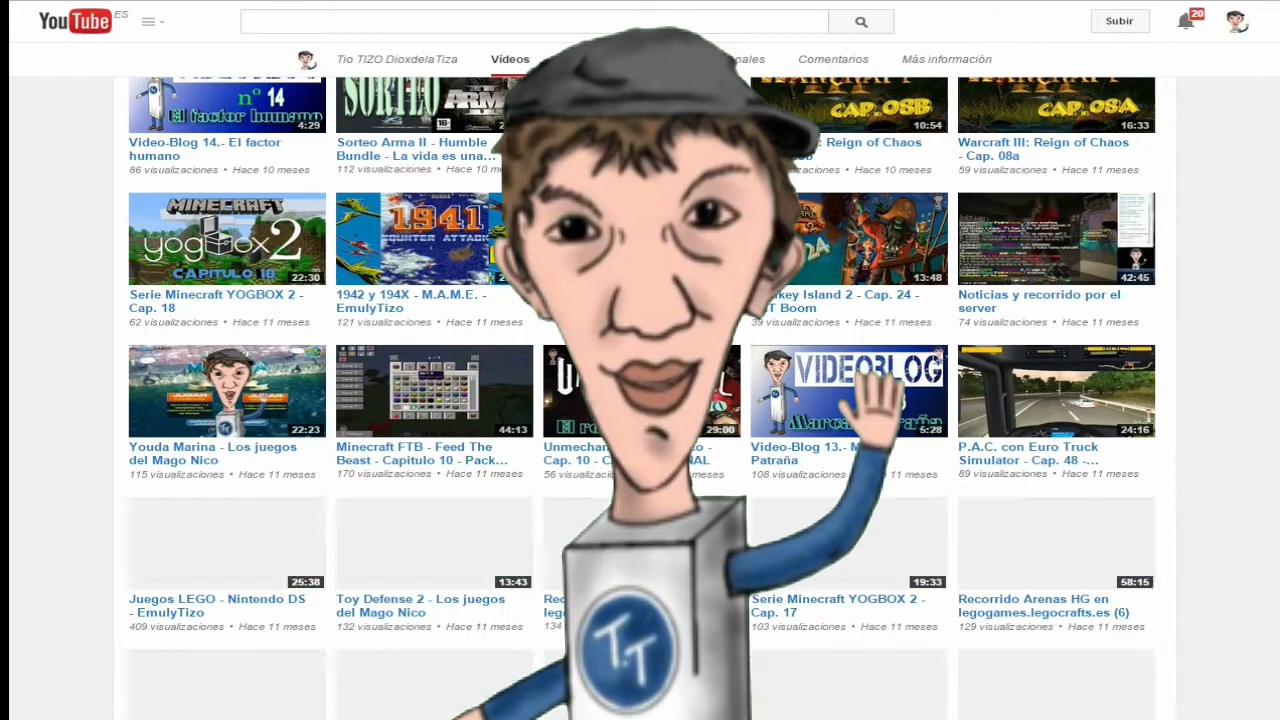 YouTube ES
Subir
20
Tio TIZO DioxdelaTiza
Vídeos
Comentarios
Más información
nº 14
El factor humano
4:29
SORTEO
ARMA
18+
CAP. 08B
10:54
CAP. 08A
16:33
Video-Blog 14.- El factor
humano
86 visualizaciones • Hace 10 meses
Sorteo Arma II - Humble
Bundle - La vida es una...
112 visualizaciones • Hace 10
: Reign of Chaos
Hace 10 meses
Warcraft III: Reign of Chaos
- Cap. 08a
59 visualizaciones • Hace 11 meses
MINECRAFT
yogbox 2
CAPITULO 18
22:30
1941
COUNTER ATTACK
13:48
42:45
Serie Minecraft YOGBOX 2 -
Cap. 18
62 visualizaciones • Hace 11 meses
1942 y 194X - M.A.M.E. -
EmulyTizo
121 visualizaciones • Hace 11 meses
Island 2 - Cap. 24 -
Boom
39 visualizaciones • Hace 11 meses
Noticias y recorrido por el
server
74 visualizaciones • Hace 11 meses
JUGAR
22:23
44:13
29:00
VIDEOBLOG
5:28
24:16
Youda Marina - Los juegos
del Mago Nico
115 visualizaciones • Hace 11 meses
Minecraft FTB - Feed The
Beast - Capitulo 10 - Pack...
170 visualizaciones • Hace 11 meses
Cap. 10 -
56
Hace 11 meses
Video-Blog 13.-
Patraña
108 visualizaciones • Hace 11 meses
P.A.C. con Euro Truck
Simulator - Cap. 48 -...
89 visualizaciones • Hace 11 meses
25:38
13:43
19:33
58:15
Juegos LEGO - Nintendo DS
- EmulyTizo
409 visualizaciones • Hace 11 meses
Toy Defense 2 - Los juegos
del Mago Nico
132 visualizaciones • Hace 11 meses
134
Serie Minecraft YOGBOX 2 -
Cap. 17
103 visualizaciones • Hace 11 meses
Recorrido Arenas HG en
legogames.legocrafts.es (6)
129 visualizaciones • Hace 11 meses
T.T